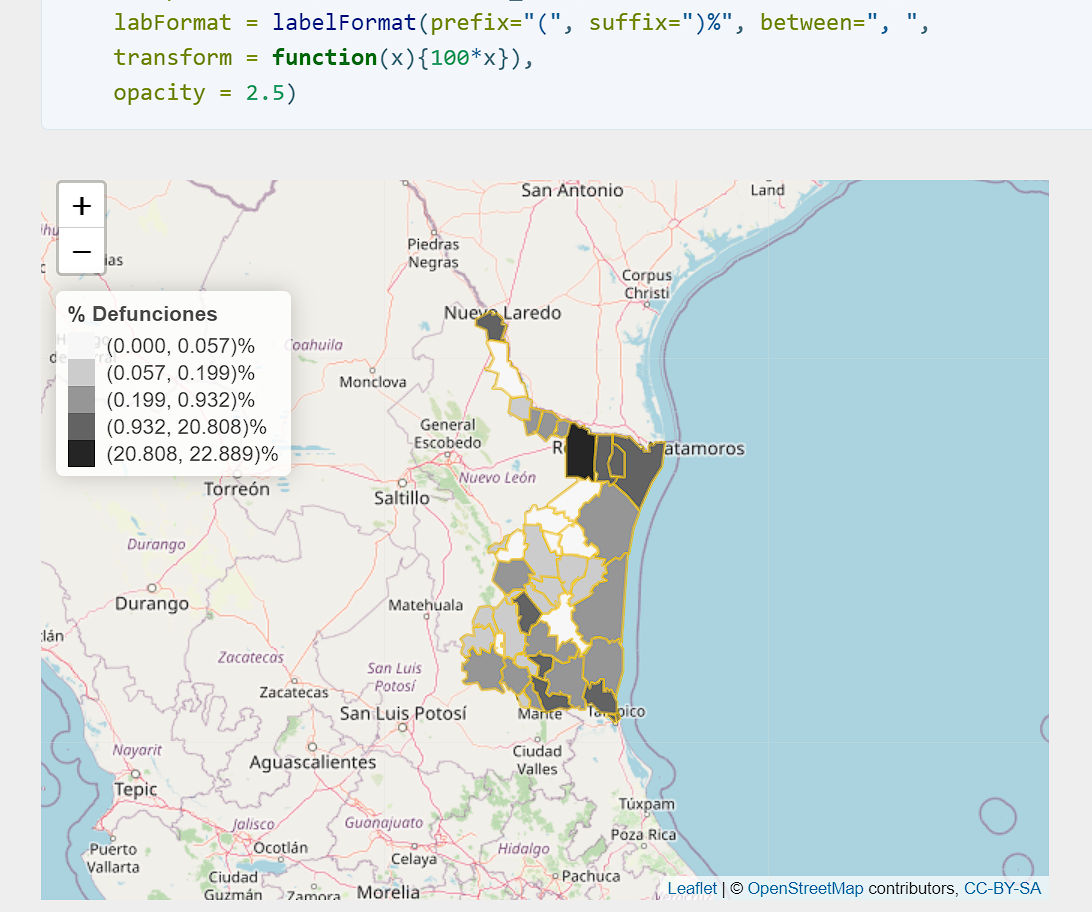 labFormat = labelFormat(prefix="(", suffix=")%", between=", ",
transform = function(x){100*x}),
opacity = 2.5)
+
−
San Antonio
Land
Piedras
Negras
Corpus
Christi
Nuevo Laredo
% Defunciones
(0.000, 0.057)%
(0.057, 0.199)%
(0.199, 0.932)%
(0.932, 20.808)%
(20.808, 22.889)%
Coahuila
Monclova
General
Escobedo
atamoros
Nuevo León
Torreón
Saltillo
Durango
Durango
Matehuala
lán
Zacatecas
San Luis
Potosí
Zacatecas
San Luis Potosí
Mante
Tampico
Nayarit
Aguascalientes
Ciudad
Valles
Tepic
Túxpam
Jalisco
Guanajuato
Poza Rica
Puerto
Vallarta
Ocotlán
Celaya
Hidalgo
Ciudad
Guzmán
Zamora
Morelia
Pachuca
Leaflet | © OpenStreetMap contributors, CC-BY-SA